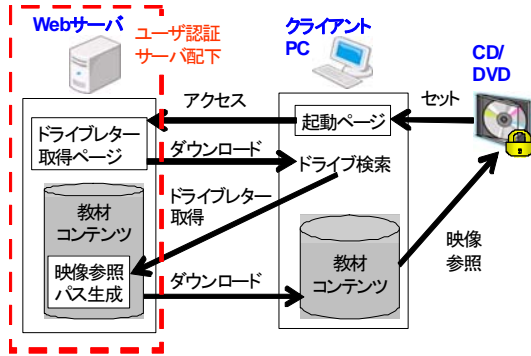 Webサーバ
ユーザ認証
サーバ配下
クライアント
PC
CD/
DVD
アクセス
セット
ドライブレター
取得ページ
起動ページ
ダウンロード
ドライブ検索
ドライブレター
取得
教材
コンテンツ
映像参照
パス生成
ダウンロード
教材
コンテンツ
映像
参照